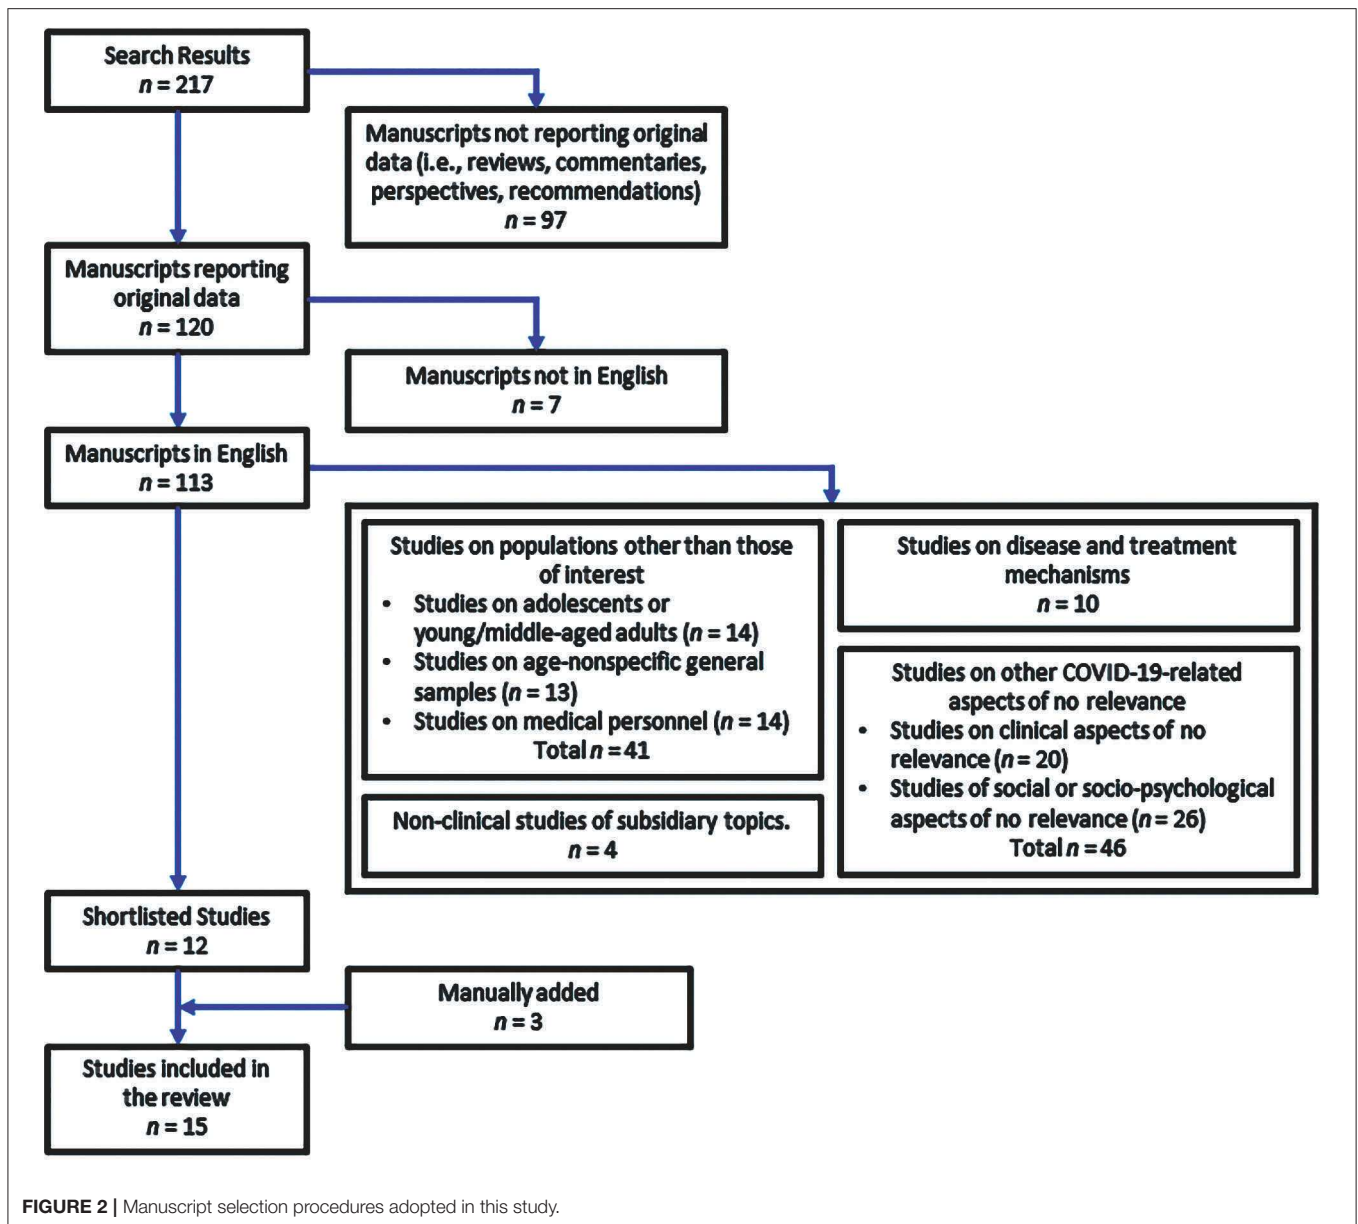 Search Results
n = 217
Manuscripts not reporting original
data (i.e., reviews, commentaries,
perspectives, recommendations)
n = 97
Manuscripts reporting
original data
n = 120
Manuscripts not in English
n = 7
Manuscripts in English
n = 113
Studies on populations other than those
of interest
• Studies on adolescents or
young/middle-aged adults (n = 14)
• Studies on age-nonspecific general
samples (n = 13)
• Studies on medical personnel (n = 14)
Total n = 41
Studies on disease and treatment
mechanisms
n = 10
Non-clinical studies of subsidiary topics.
n = 4
Studies on other COVID-19-related
aspects of no relevance
• Studies on clinical aspects of no
relevance (n = 20)
• Studies of social or socio-psychological
aspects of no relevance (n = 26)
Total n = 46
Shortlisted Studies
n = 12
Manually added
n = 3
Studies included in
the review
n = 15
FIGURE 2 | Manuscript selection procedures adopted in this study.